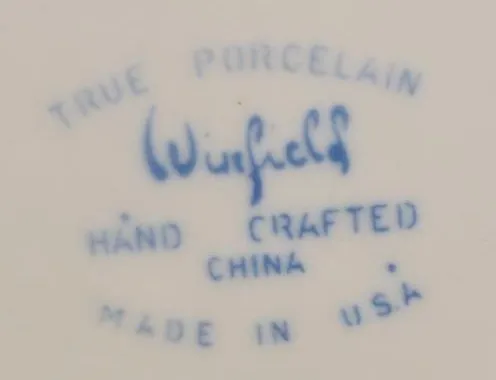 TRUE PORCELAIN
Winfield
HAND CRAFTED
CHINA
MADE IN U.S.A